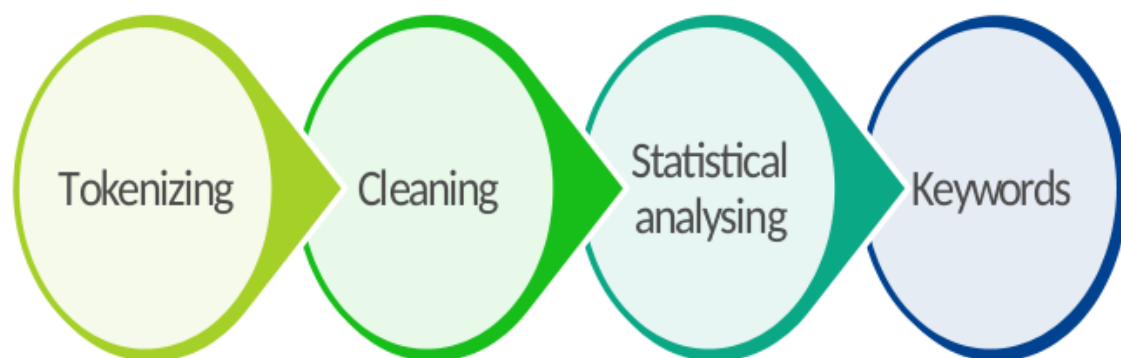 Tokenizing
Cleaning
Statistical
analysing
Keywords